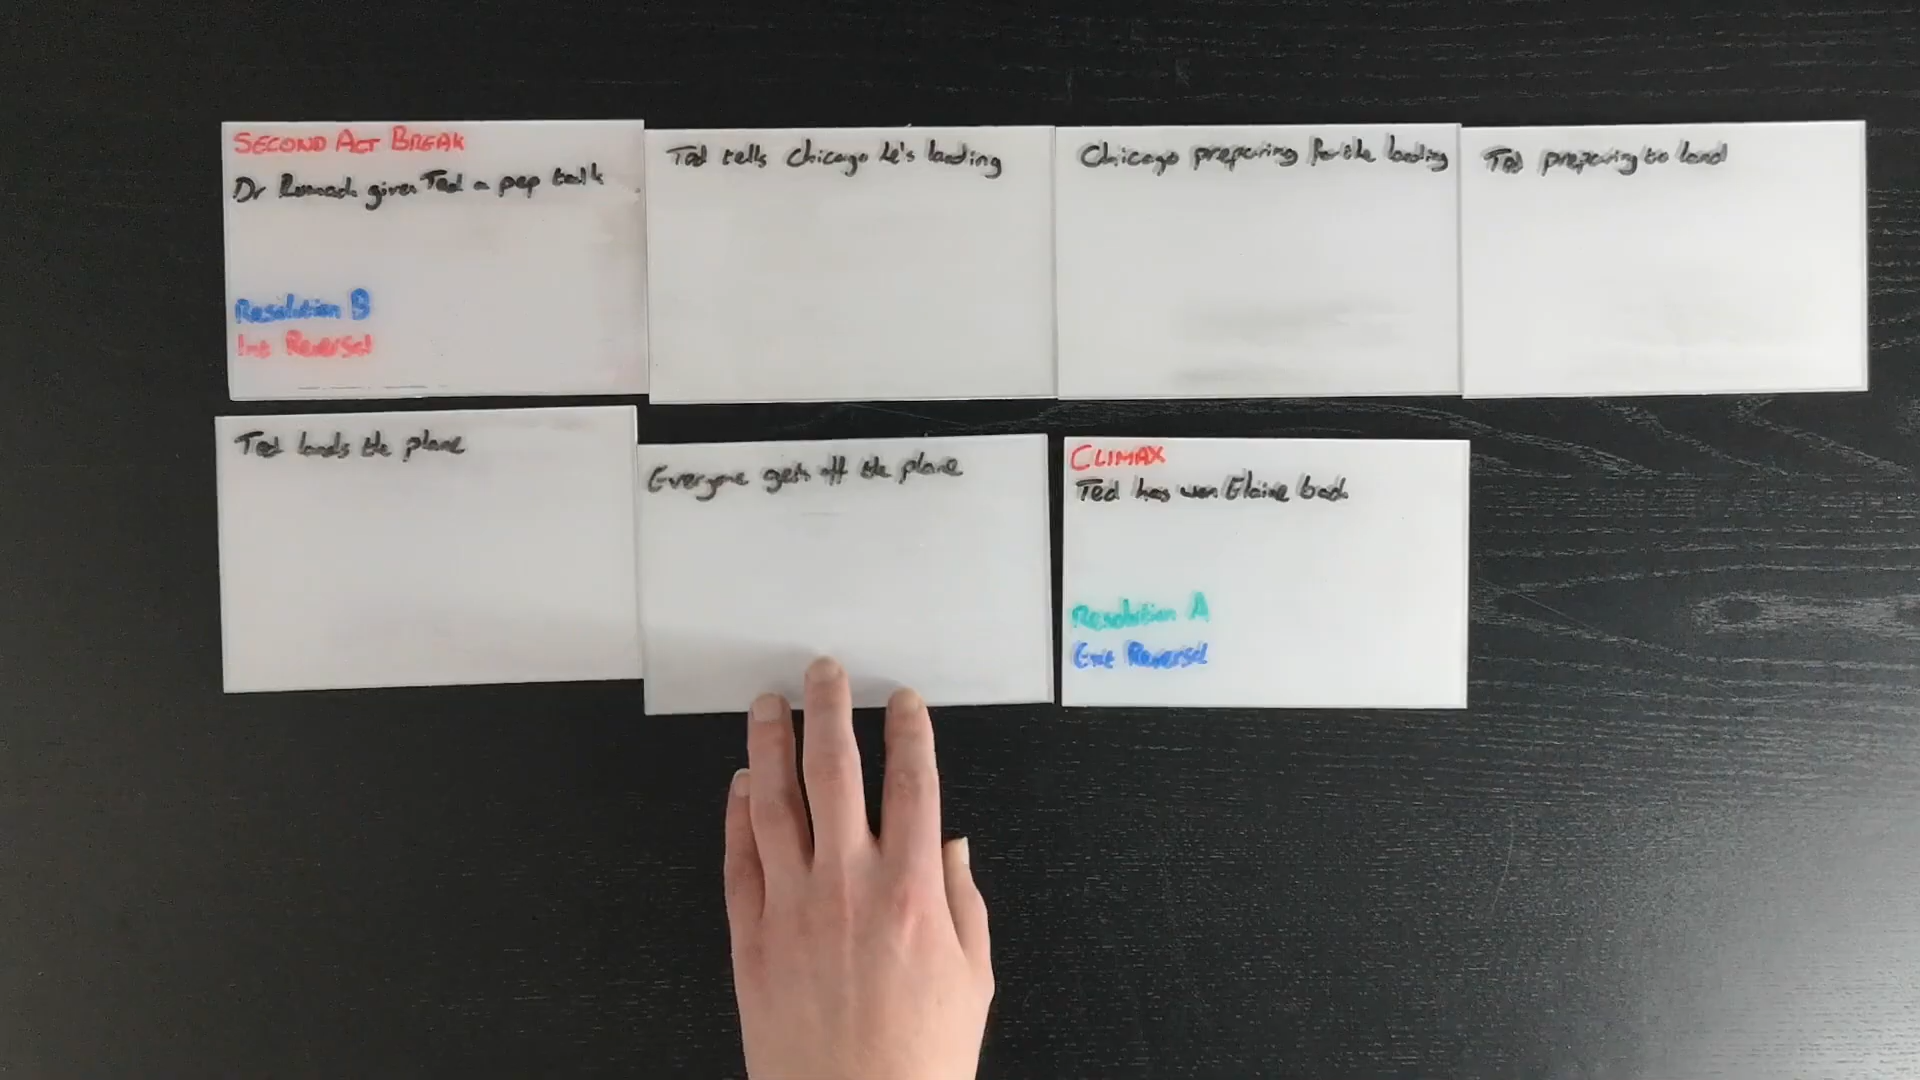 SECOND ACT BREAK
Dr Rumack gives Ted a pep talk
Resolution B
Int Reversal
Ted tells Chicago he's landing
Chicago preparing for the landing
Ted preparing to land
Ted lands the plane
Everyone gets off the plane
CLIMAX
Ted has won Elaine back
Resolution A
Ext Reversal